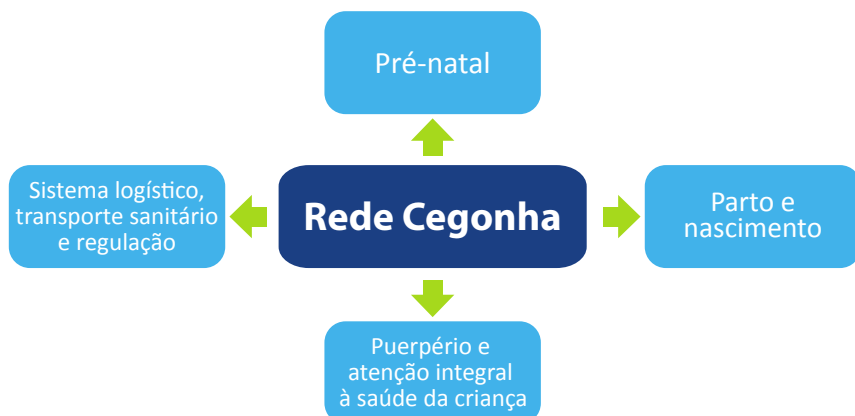 Pré-natal
Sistema logístico,
transporte sanitário
e regulação
Rede Cegonha
Parto e
nascimento
Puerpério e
atenção integral
à saúde da criança